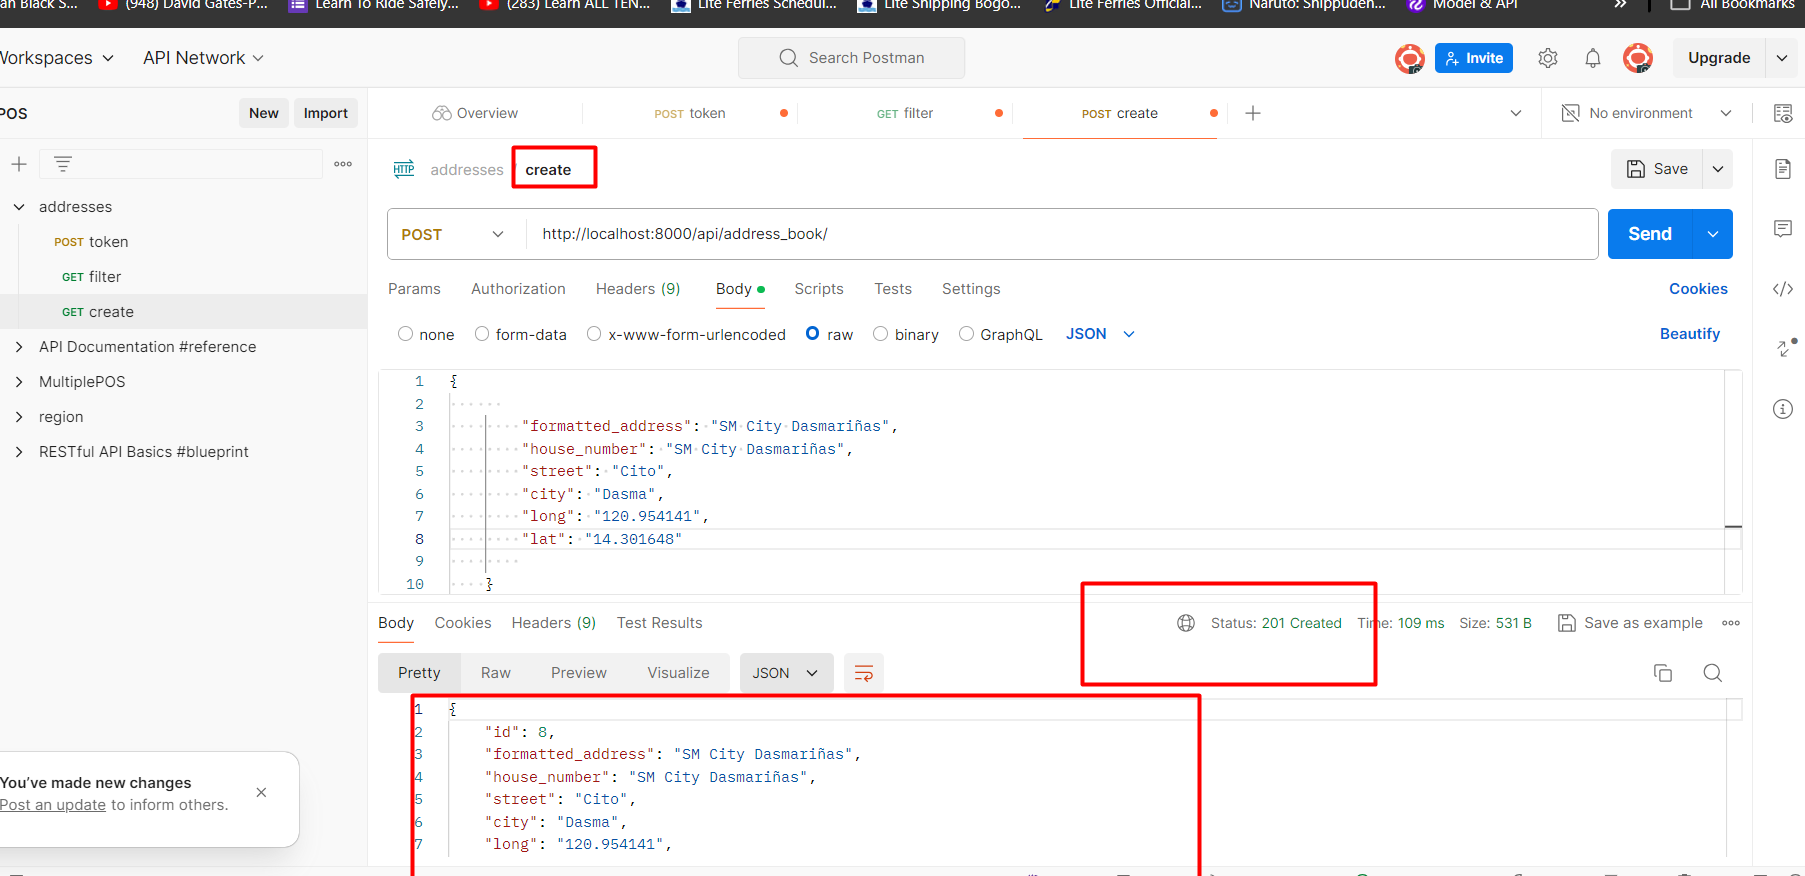 an Black S...
(948) David Gates-P...
Learn To Ride Safely,...
(283) Learn ALL TEN...
Lite Ferries Schedul...
Lite Shipping Bogo...
Lite Ferries Official...
Naruto: Shippuden...
Model & API
»
All Bookmarks
Workspaces
API Network
Search Postman
Invite
Upgrade
POS
New
Import
Overview
POST token
GET filter
POST create
No environment
addresses
create
Save
addresses
POST token
GET filter
GET create
API Documentation #reference
MultiplePOS
region
RESTful API Basics #blueprint
POST
http://localhost:8000/api/address_book/
Send
Params
Authorization
Headers (9)
Body
Scripts
Tests
Settings
Cookies
none
form-data
x-www-form-urlencoded
raw
binary
GraphQL
JSON
Beautify
1 {
2
3 "formatted_address": "SM City Dasmariñas",
4 "house_number": "SM City Dasmariñas",
5 "street": "Cito",
6 "city": "Dasma",
7 "long": "120.954141",
8 "lat": "14.301648"
9
10 }
Body
Cookies
Headers (9)
Test Results
Status: 201 Created
Time: 109 ms
Size: 531 B
Save as example
Pretty
Raw
Preview
Visualize
JSON
1 {
2 "id": 8,
3 "formatted_address": "SM City Dasmariñas",
4 "house_number": "SM City Dasmariñas",
5 "street": "Cito",
6 "city": "Dasma",
7 "long": "120.954141",
You've made new changes
Post an update to inform others.